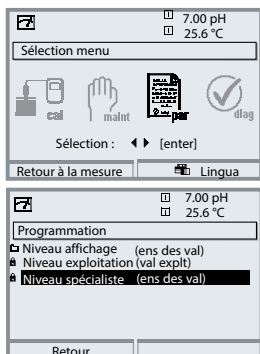 7.00 pH
25.6 °C
Sélection menu
cal maint par diag
Sélection : [enter]
Retour à la mesure Lingua
7.00 pH
25.6 °C
Programmation
Niveau affichage (ens des val)
Niveau exploitation (val explt)
Niveau spécialiste (ens des val)
Retour